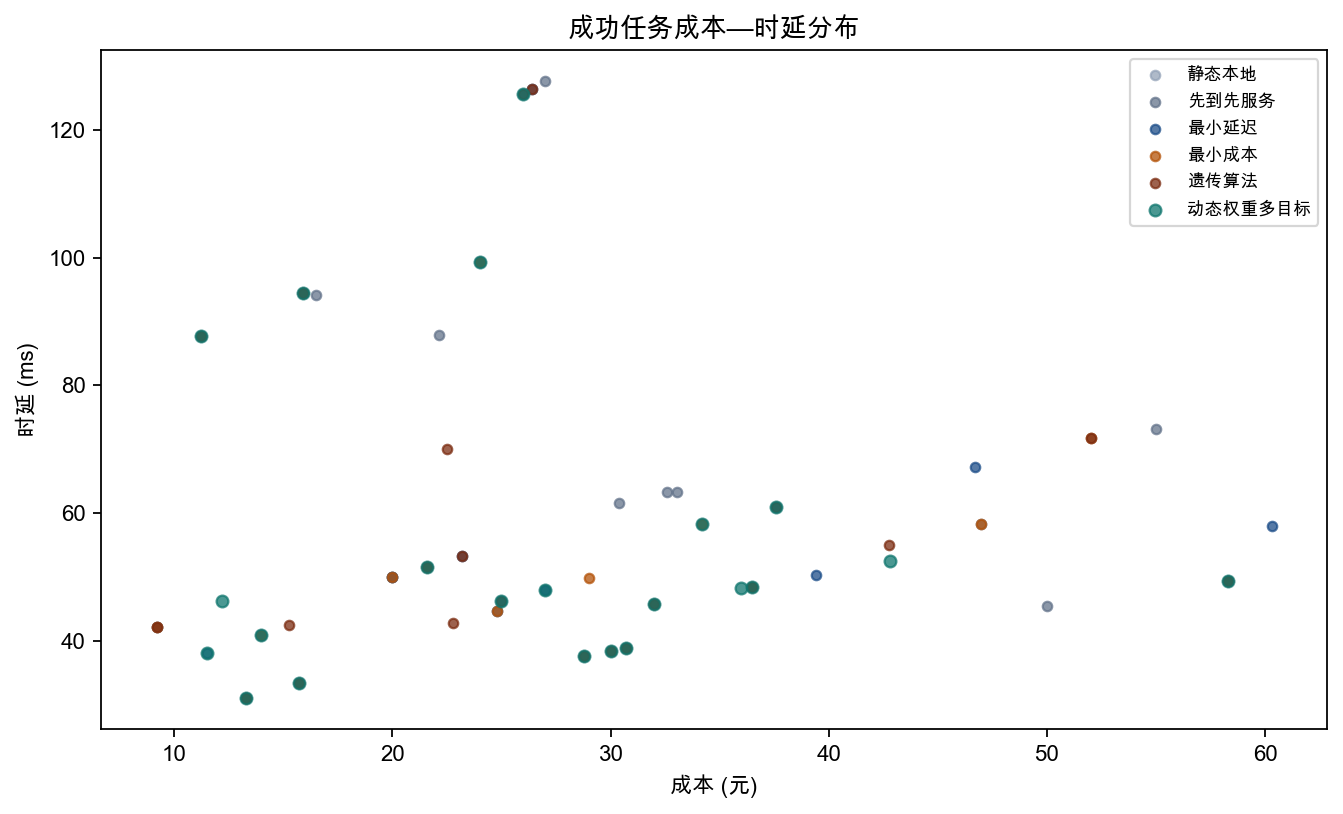 成功任务成本—时延分布
静态本地
先到先服务
最小延迟
最小成本
遗传算法
动态权重多目标
时延 (ms)
120
100
80
60
40
10 20 30 40 50 60
成本 (元)